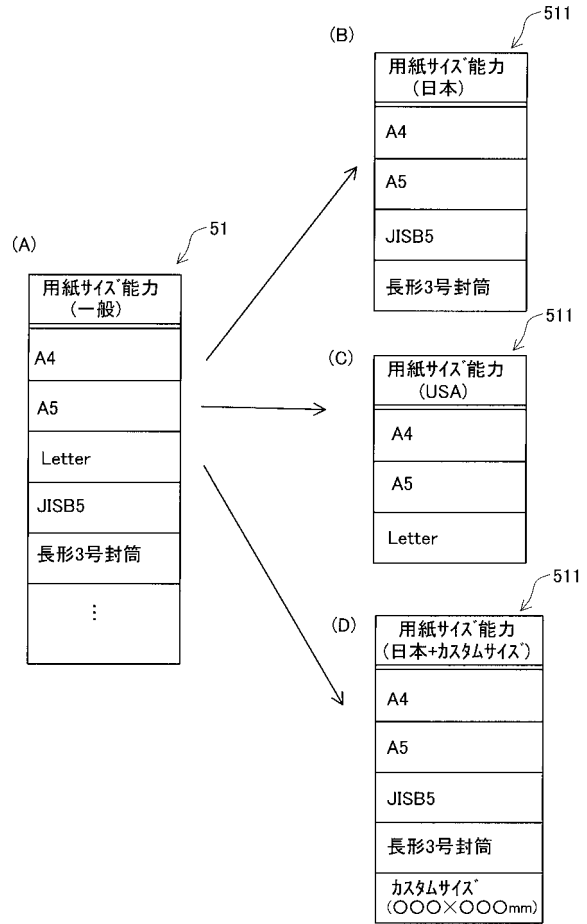 (A)
51
用紙サイズ能力
(一般)
A4
A5
Letter
JISB5
長形3号封筒
⋮
(B)
511
用紙サイズ能力
(日本)
A4
A5
JISB5
長形3号封筒
(C)
511
用紙サイズ能力
(USA)
A4
A5
Letter
(D)
511
用紙サイズ能力
(日本+カスタムサイズ)
A4
A5
JISB5
長形3号封筒
カスタムサイズ
(○○○×○○○mm)